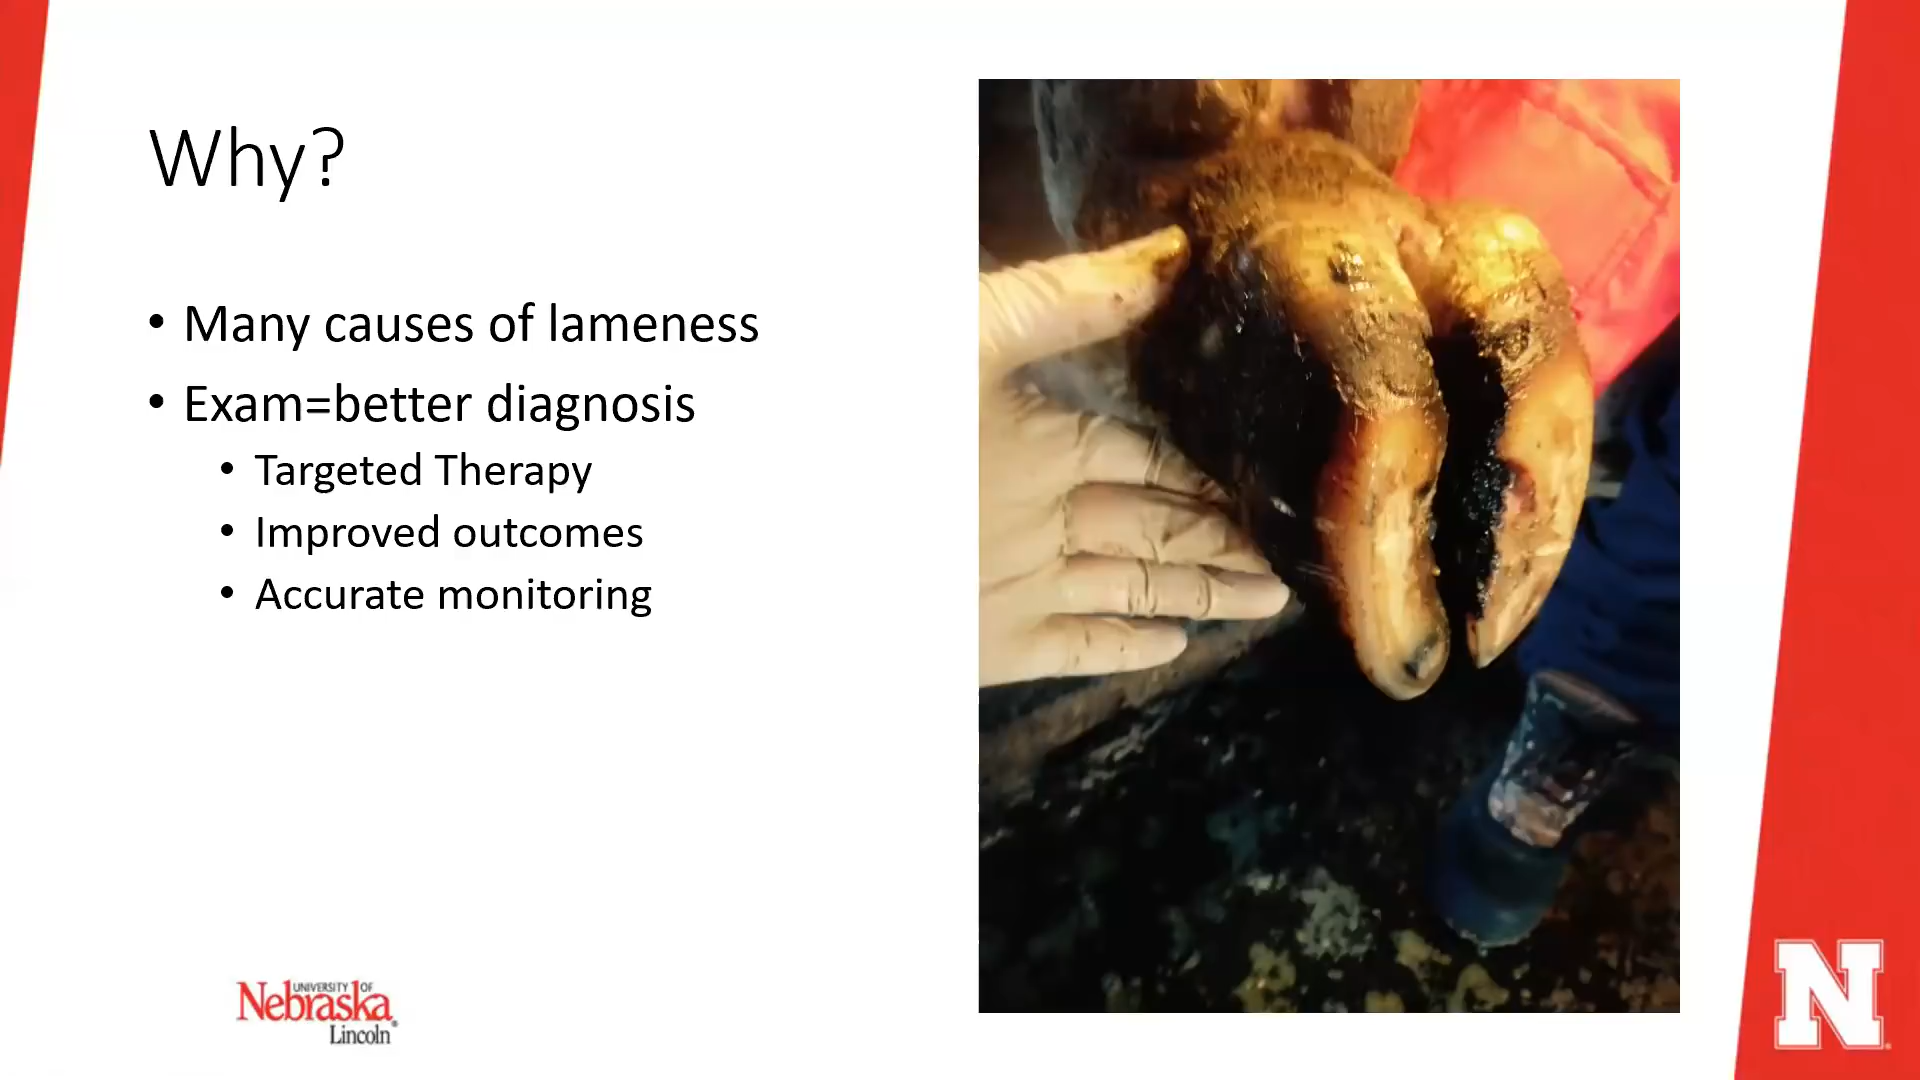 Why?
• Many causes of lameness
• Exam=better diagnosis
• Targeted Therapy
• Improved outcomes
• Accurate monitoring
UNIVERSITY OF
Nebraska
Lincoln®
N